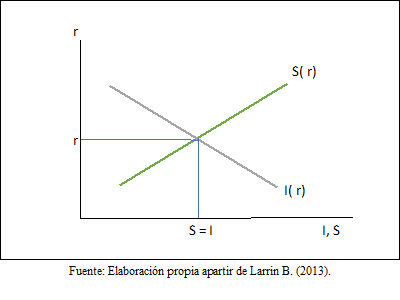 r
S( r)
r
I( r)
S = I
I, S
Fuente: Elaboración propia apartir de Larrin B. (2013).